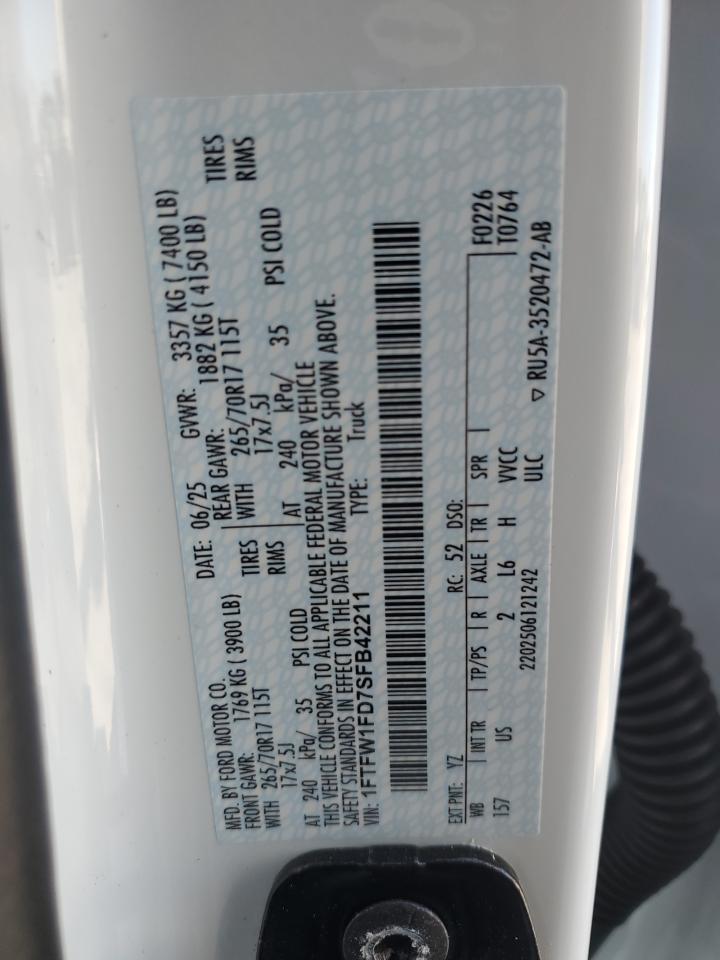 MFD. BY FORD MOTOR CO.
DATE: 06/25 GVWR: 3357 KG ( 7400 LB)
FRONT GAWR: 1769 KG ( 3900 LB) REAR GAWR: 1882 KG ( 4150 LB)
WITH 265/70R17 115T TIRES WITH 265/70R17 115T TIRES
17x7.5J RIMS 17x7.5J RIMS
AT 240 kPa/ 35 PSI COLD AT 240 kPa/ 35 PSI COLD
THIS VEHICLE CONFORMS TO ALL APPLICABLE FEDERAL MOTOR VEHICLE
SAFETY STANDARDS IN EFFECT ON THE DATE OF MANUFACTURE SHOWN ABOVE.
VIN: 1FTFW1FD7SFB42211 TYPE: Truck
EXT PNT: YZ RC: 52 DSO: F0226
WB INT TR TP/PS R AXLE TR SPR T0764
157 US 2 L6 H VVCC
2202506121242 ULC ▽ RU5A-3520472-AB